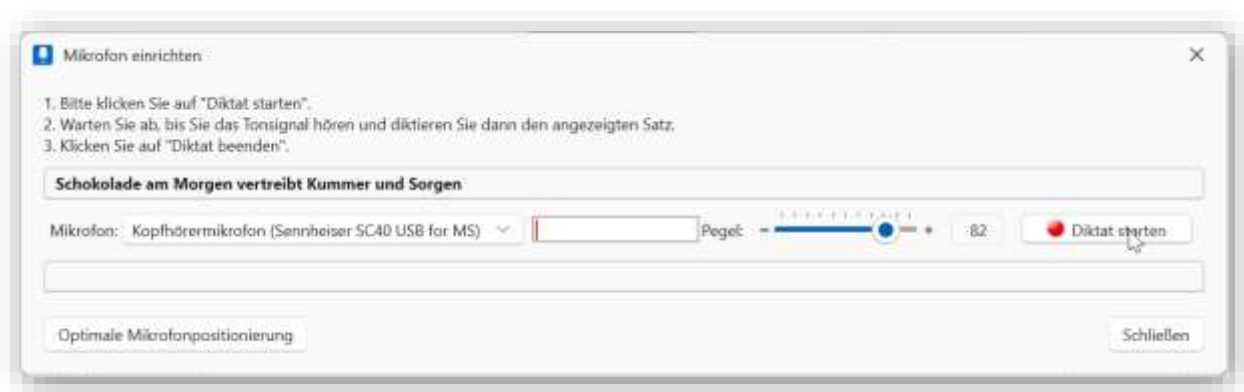 Mikrofon einrichten
1. Bitte klicken Sie auf "Diktat starten".
2. Warten Sie ab, bis Sie das Tonsignal hören und diktieren Sie dann den angezeigten Satz.
3. Klicken Sie auf "Diktat beenden".
Schokolade am Morgen vertreibt Kummer und Sorgen
Mikrofon: Kopfhörermikrofon (Sennheiser SC40 USB for MS) Pegel: - + 82 Diktat starten
Optimale Mikrofonpositionierung Schließen